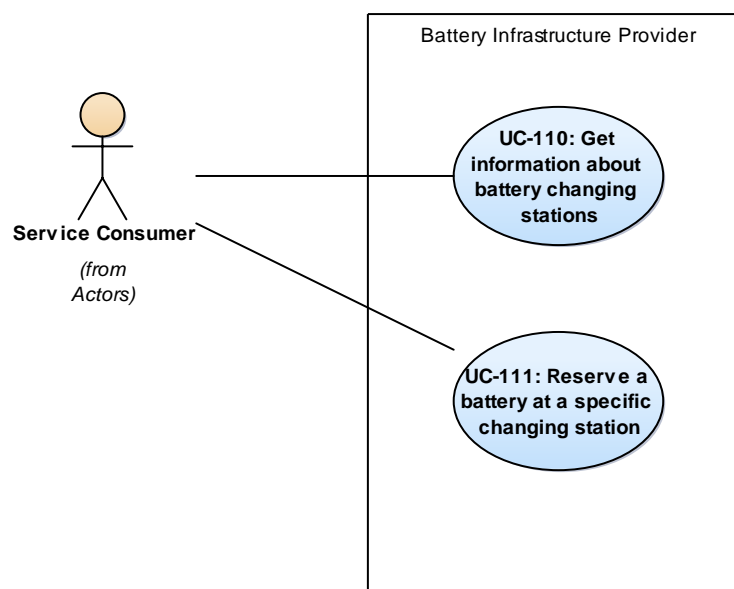 Battery Infrastructure Provider
UC-110: Get
information about
battery changing
stations
Service Consumer
(from
Actors)
UC-111: Reserve a
battery at a specific
changing station